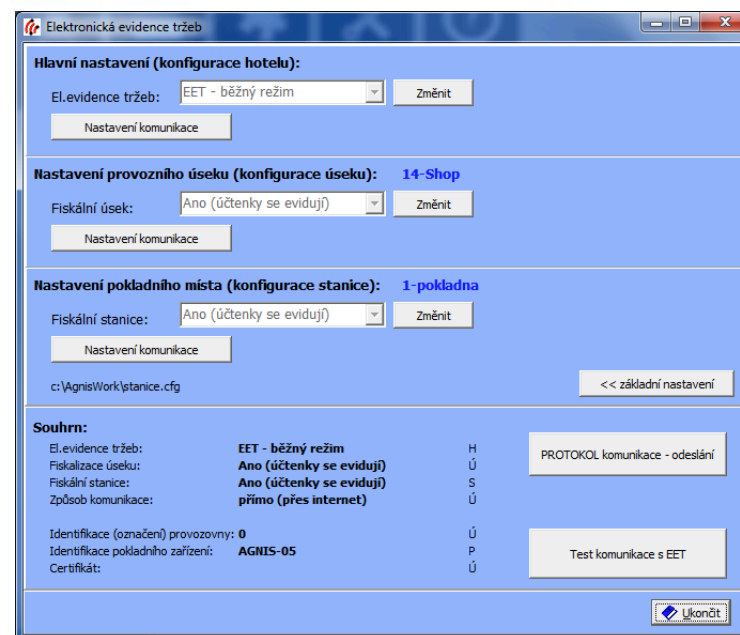 Elektronická evidence tržeb
Hlavní nastavení (konfigurace hotelu):
El.evidence tržeb: EET - běžný režim Změnit
Nastavení komunikace
Nastavení provozního úseku (konfigurace úseku): 14-Shop
Fiskální úsek: Ano (účtenky se evidují) Změnit
Nastavení komunikace
Nastavení pokladního místa (konfigurace stanice): 1-pokladna
Fiskální stanice: Ano (účtenky se evidují) Změnit
Nastavení komunikace
c:\AgnisWork\stanice.cfg << základní nastavení
Souhrn:
El.evidence tržeb: EET - běžný režim H
Fiskalizace úseku: Ano (účtenky se evidují) Ú
Fiskální stanice: Ano (účtenky se evidují) S
Způsob komunikace: přímo (přes internet) Ú
PROTOKOL komunikace - odeslání
Identifikace (označení) provozovny: 0 Ú
Identifikace pokladního zařízení: AGNIS-05 P
Certifikát: Ú
Test komunikace s EET
Ukončit